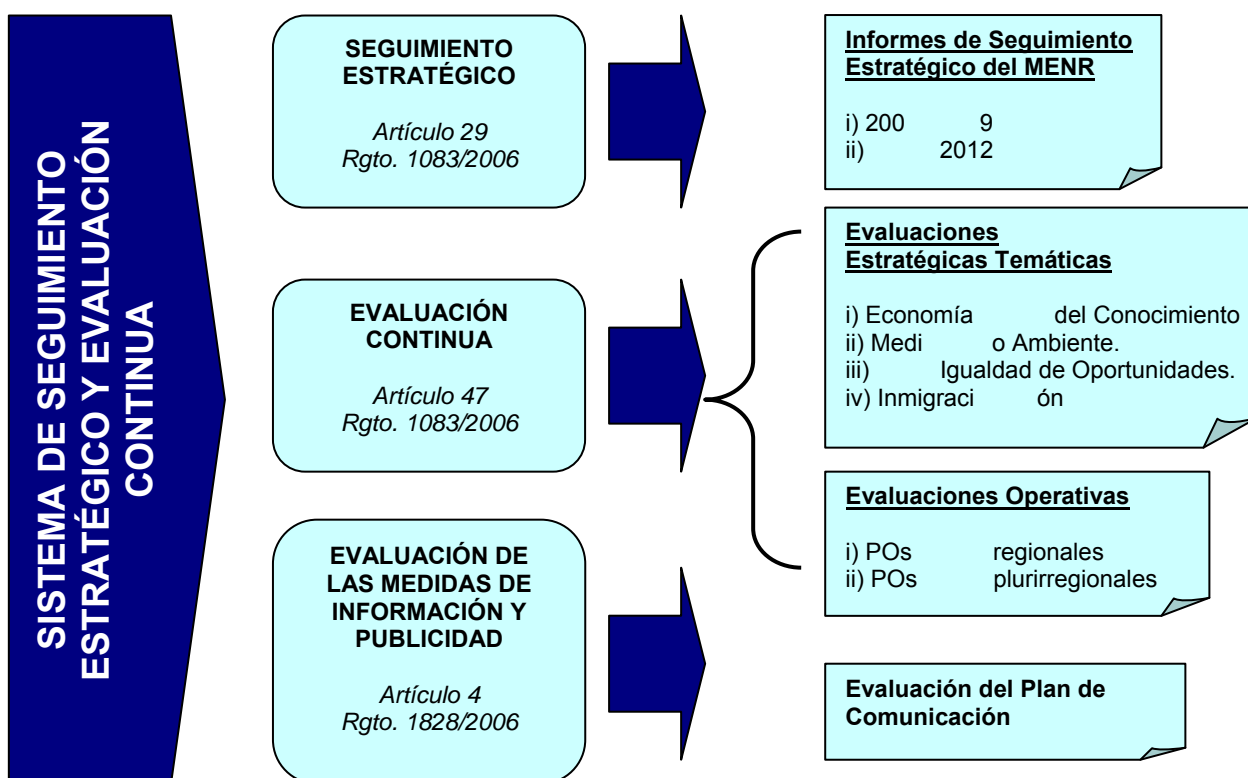 SISTEMA DE SEGUIMIENTO
ESTRATÉGICO Y EVALUACIÓN
CONTINUA
SEGUIMIENTO
ESTRATÉGICO
Artículo 29
Rgto. 1083/2006
Informes de Seguimiento
Estratégico del MENR
i) 200 9
ii) 2012
EVALUACIÓN
CONTINUA
Artículo 47
Rgto. 1083/2006
Evaluaciones
Estratégicas Temáticas
i) Economía del Conocimiento
ii) Medi o Ambiente.
iii) Igualdad de Oportunidades.
iv) Inmigraci ón
Evaluaciones Operativas
i) POs regionales
ii) POs plurirregionales
EVALUACIÓN DE
LAS MEDIDAS DE
INFORMACIÓN Y
PUBLICIDAD
Artículo 4
Rgto. 1828/2006
Evaluación del Plan de
Comunicación